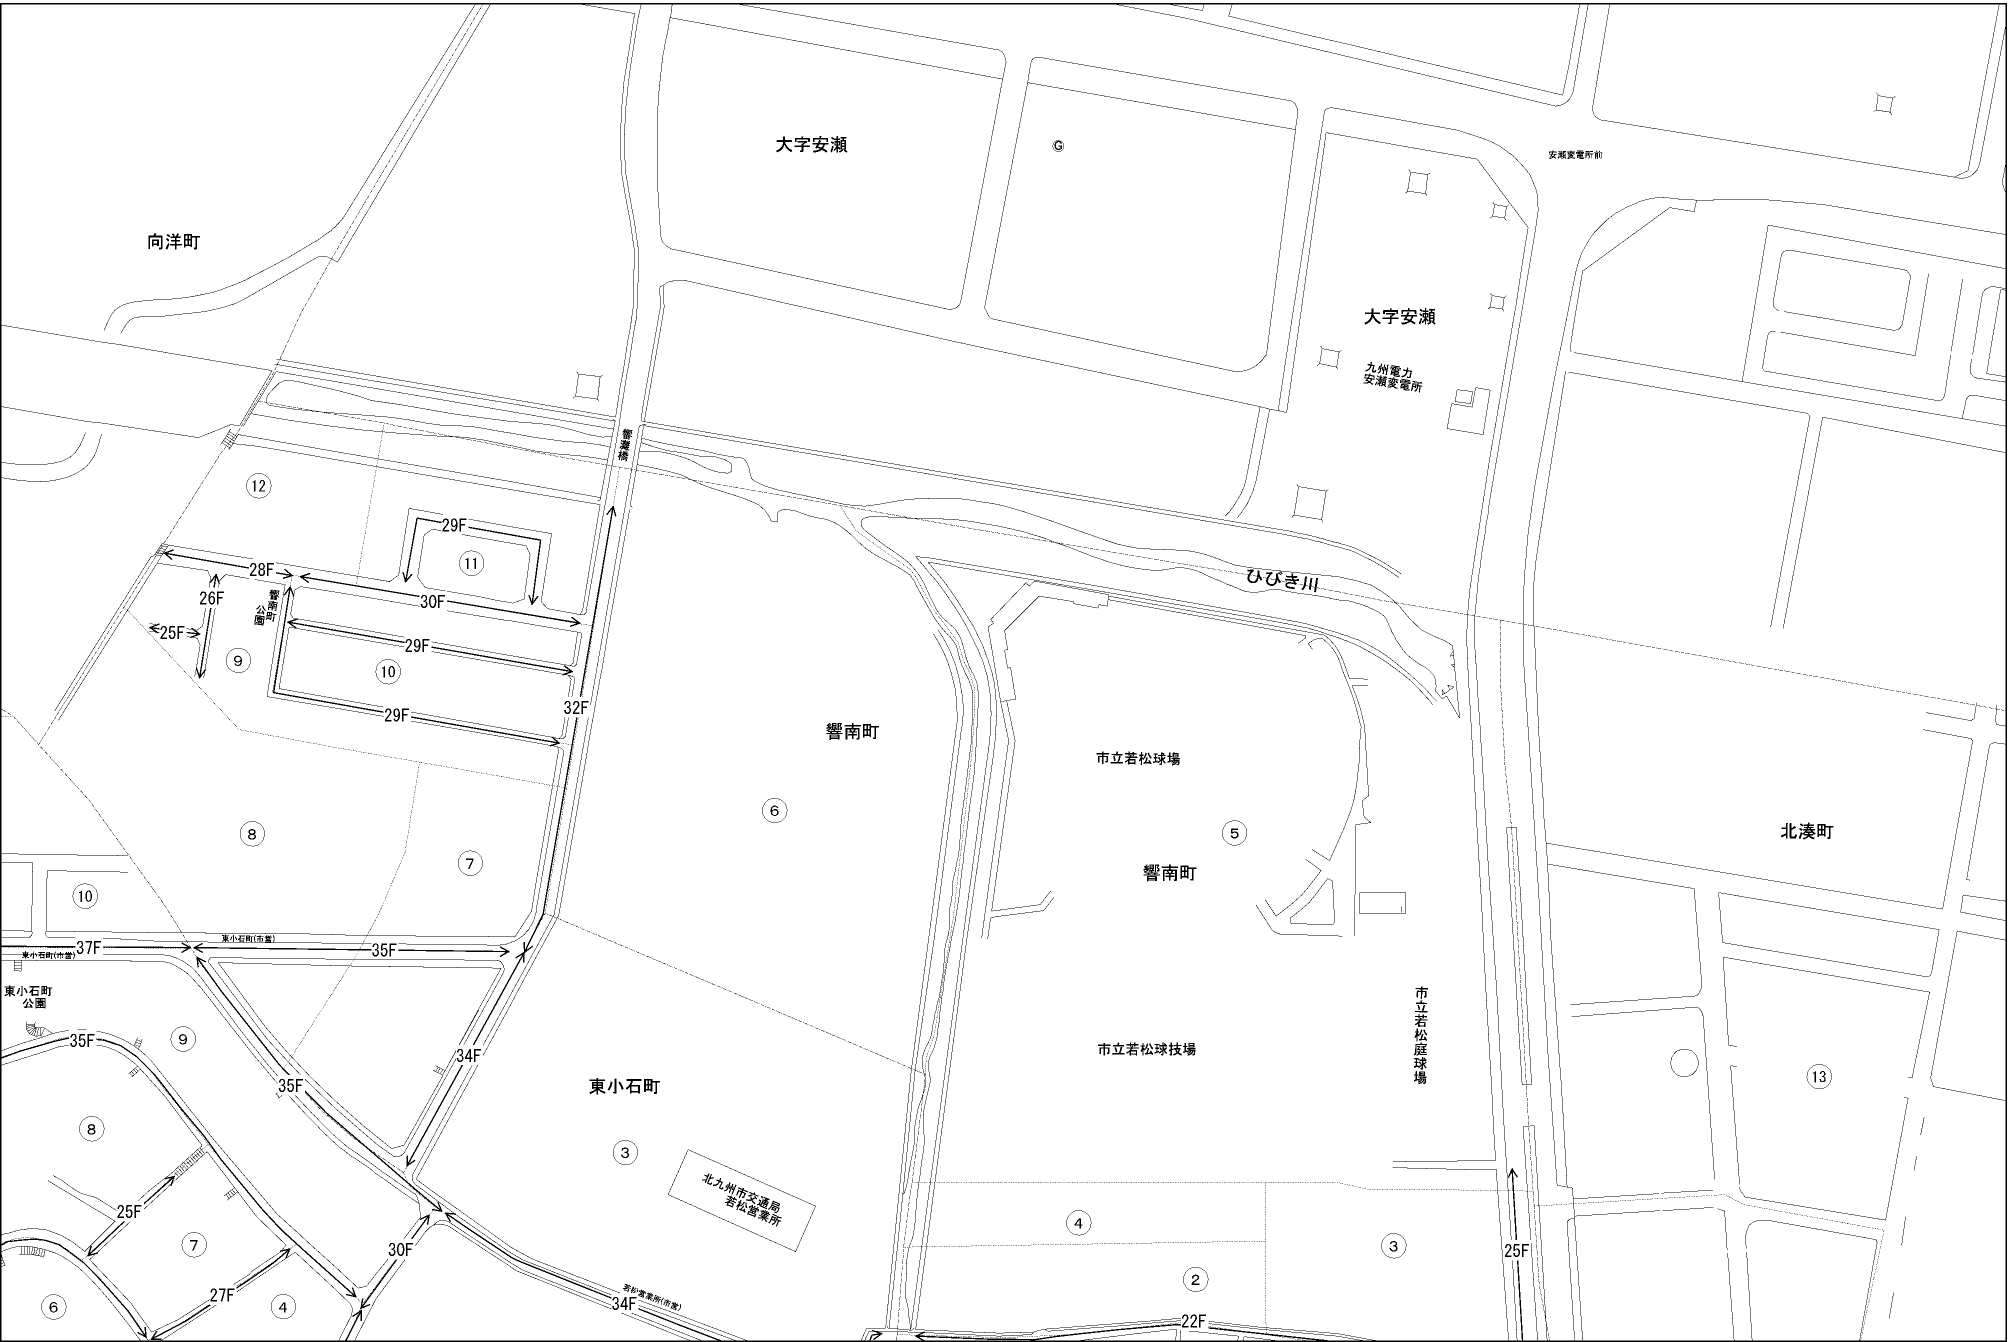 大字安瀬
G
安瀬変電所前
向洋町
大字安瀬
九州電力
安瀬変電所
響灘橋
12
29F
11
28F
30F
26F
響南町
公園
25F
29F
9
10
29F
32F
ひびき川
響南町
市立若松球場
6
5
北湊町
8
7
響南町
10
東小石町(市営)
37F
35F
東小石町(市営)
東小石町
公園
市立若松庭球場
9
35F
34F
市立若松球技場
35F
東小石町
13
8
3
北九州市交通局
若松営業所
25F
7
30F
4
3
25F
2
27F
若松営業所(市営)
34F
6
4
22F